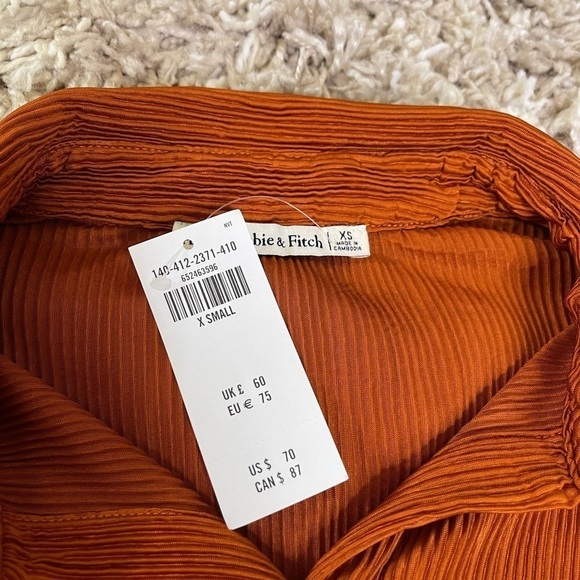 NVI
140-412-2371-410
652463596
X SMALL
UK £ 60
EU € 75
US $ 70
CAN $ 87
bie & Fitch
XS
MADE IN
CAMBODIA